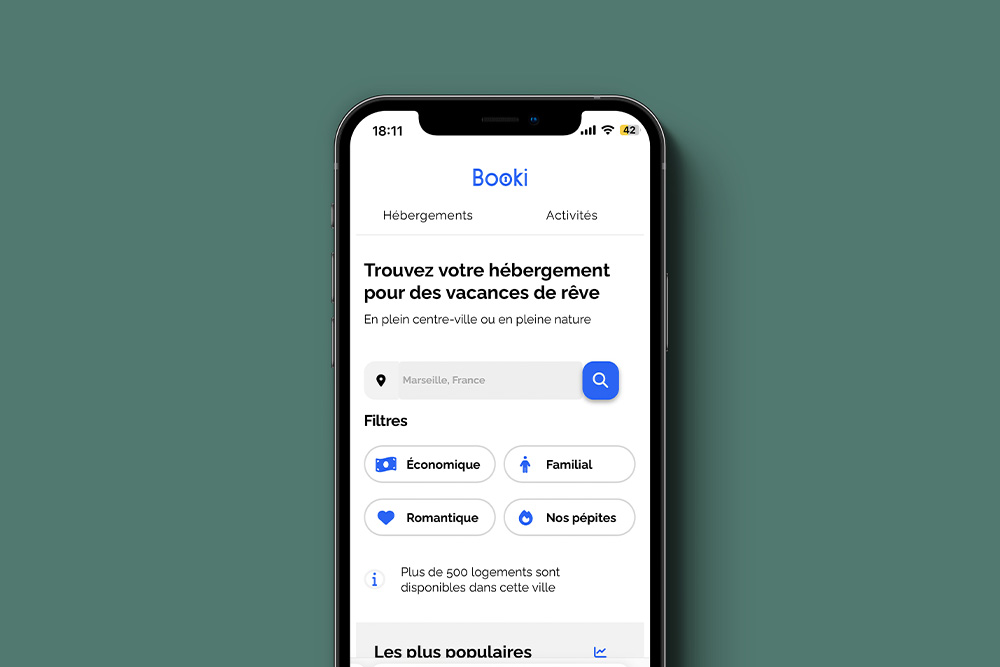 18:11
42
Booki
Hébergements Activités
Trouvez votre hébergement
pour des vacances de rêve
En plein centre-ville ou en pleine nature
Marseille, France
Filtres
Économique Familial
Romantique Nos pépites
Plus de 500 logements sont
disponibles dans cette ville
Les plus populaires